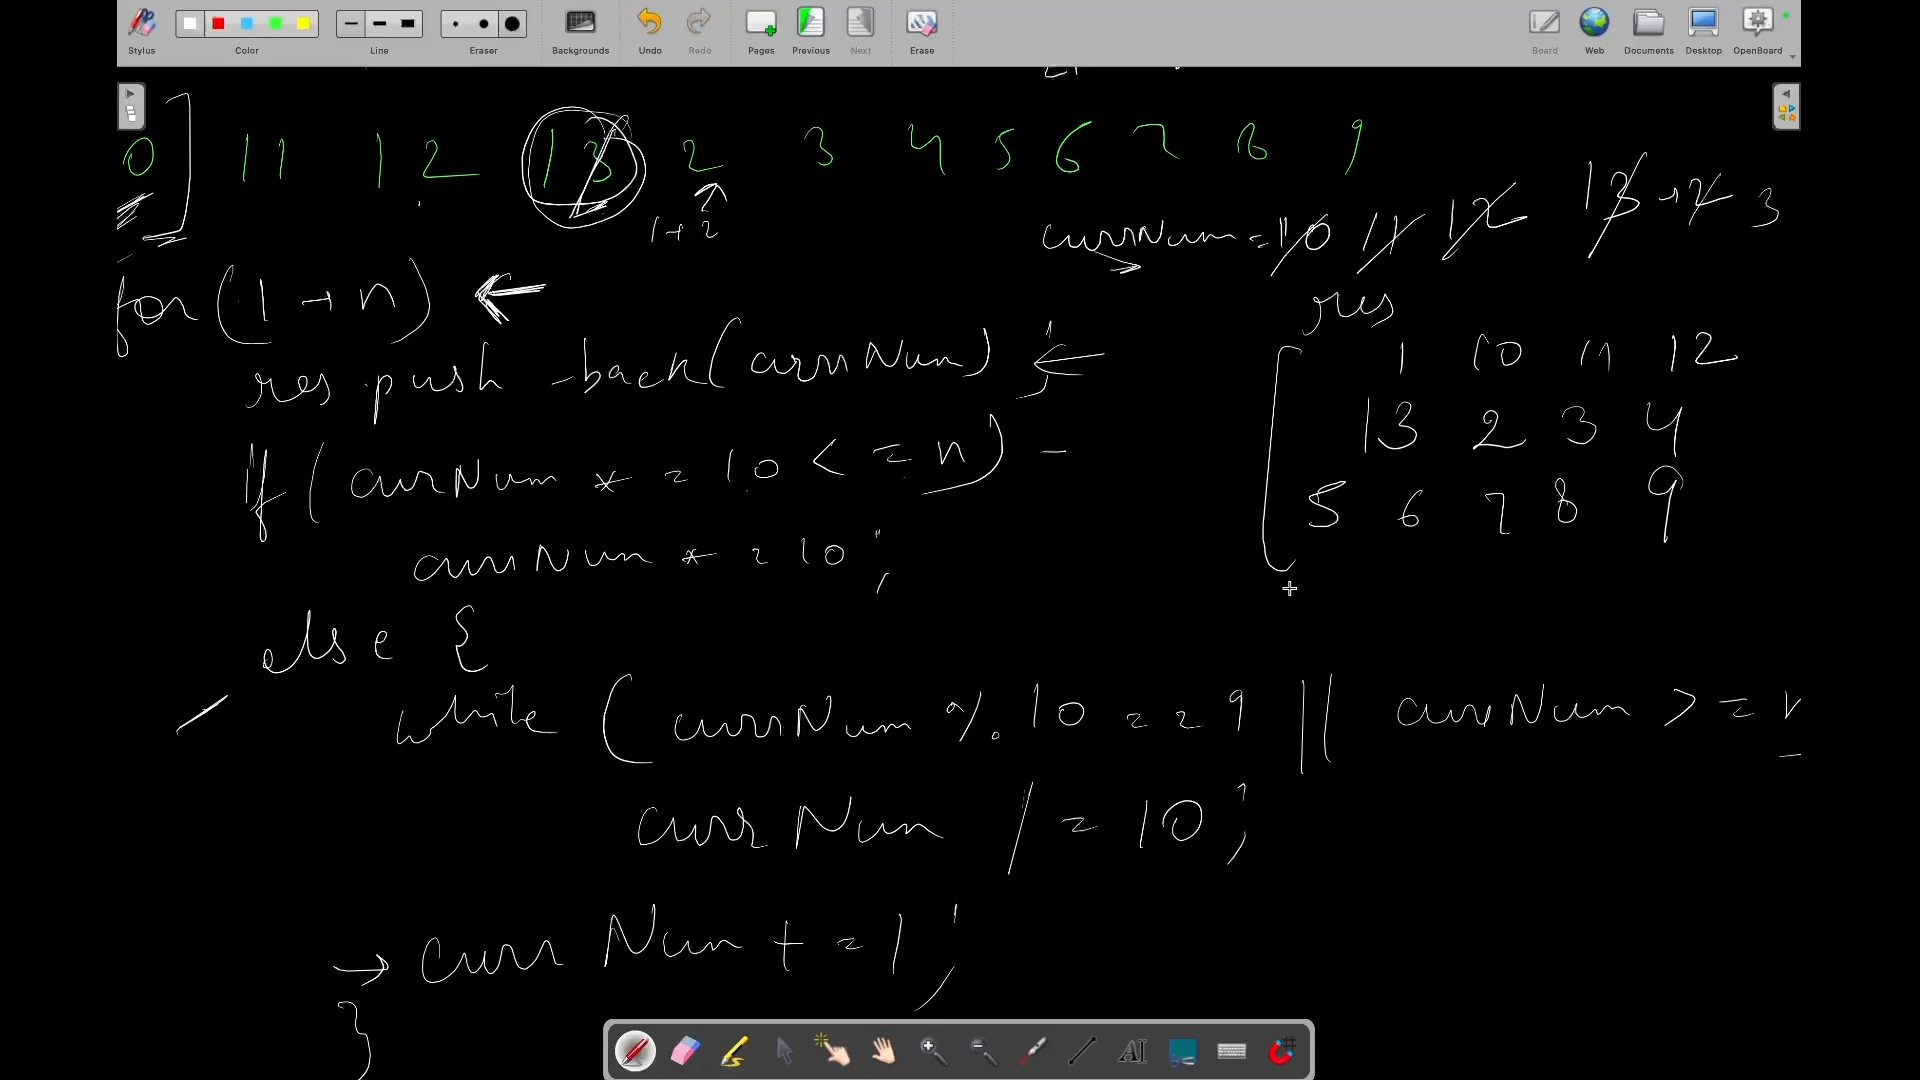 Stylus Color Line Eraser Backgrounds Undo Redo Pages Previous Next Erase Board Web Documents Desktop OpenBoard
0 ] 11 12 13 2 3 4 5 6 7 8 9
1 → 2
currNum = 10 11 12 13 2 3
for (1 → n)
res
res push_back(currNum);
1 10 11 12
if (currNum * = 10 < = n)
13 2 3 4
currNum * = 10;
5 6 7 8 9
else {
while (currNum % 10 == 9 || currNum > =
currNum / = 10;
→ currNum + = 1;
}